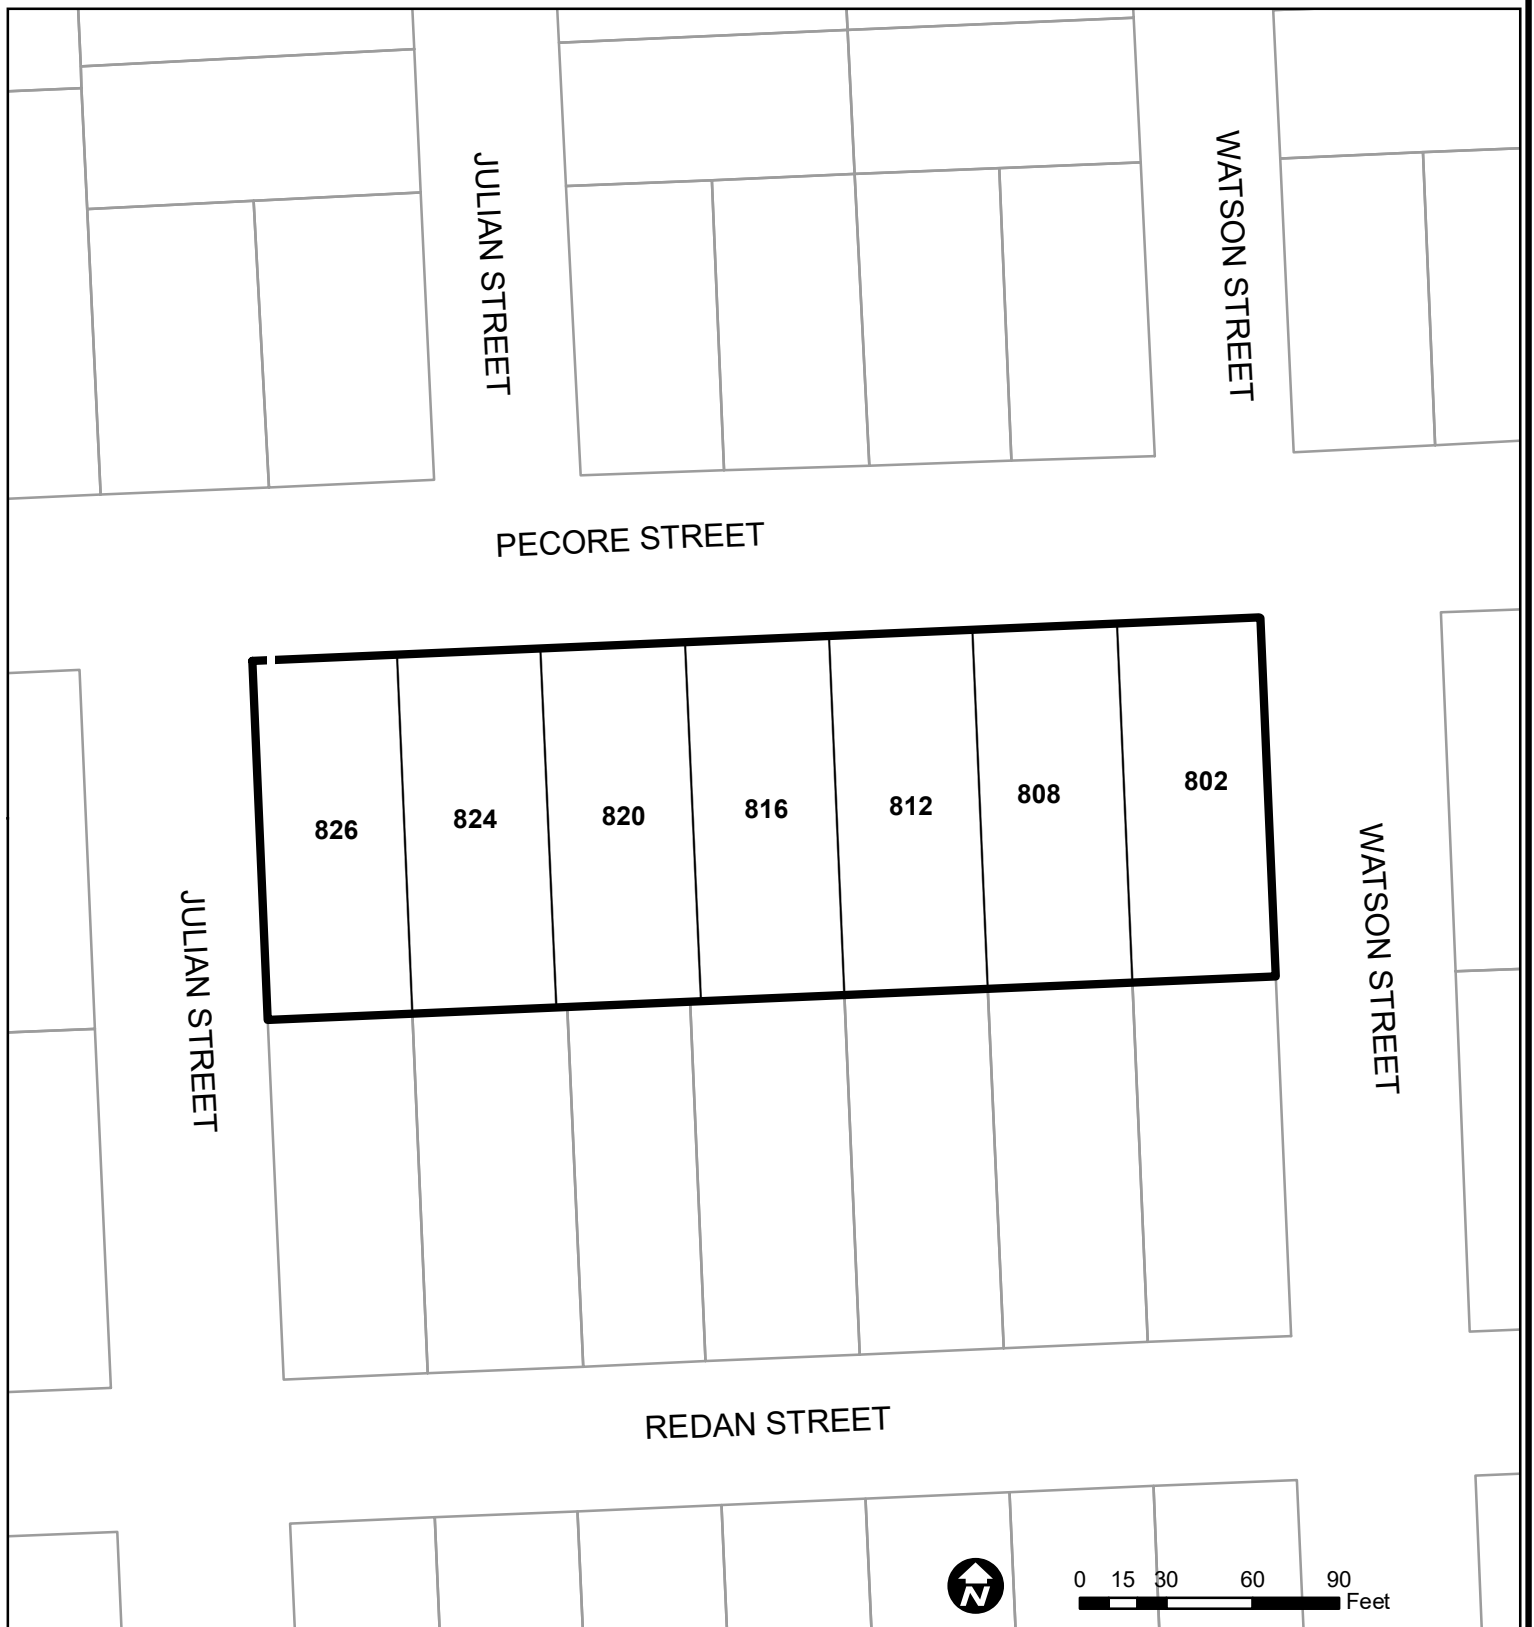 JULIAN STREET
WATSON STREET
PECORE STREET
826
824
820
816
812
808
802
JULIAN STREET
WATSON STREET
REDAN STREET
N
0 15 30 60 90
Feet